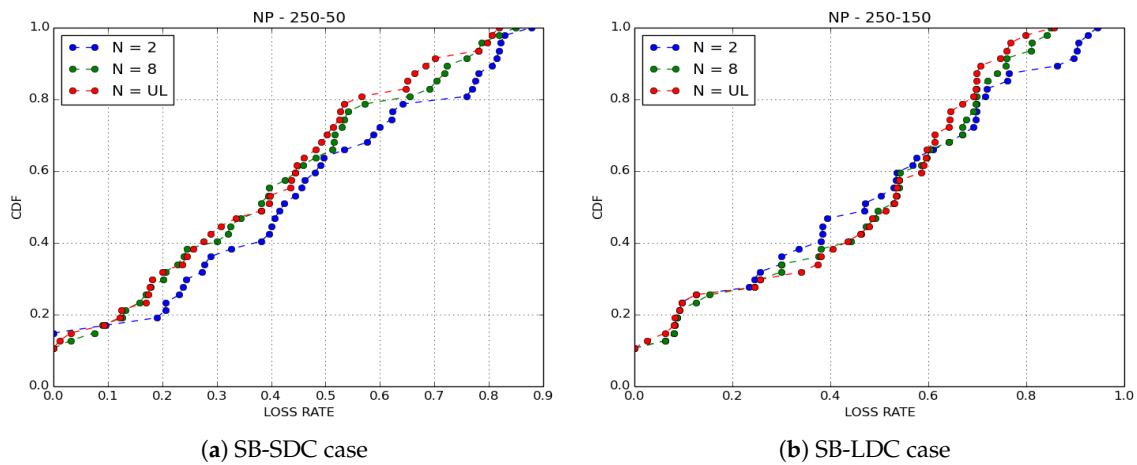 NP - 250-50
1.0
0.8
0.6
0.4
0.2
0.0
CDF
N = 2
N = 8
N = UL
0.0 0.1 0.2 0.3 0.4 0.5 0.6 0.7 0.8 0.9
LOSS RATE
(a) SB-SDC case
NP - 250-150
1.0
0.8
0.6
0.4
0.2
0.0
CDF
N = 2
N = 8
N = UL
0.0 0.2 0.4 0.6 0.8 1.0
LOSS RATE
(b) SB-LDC case